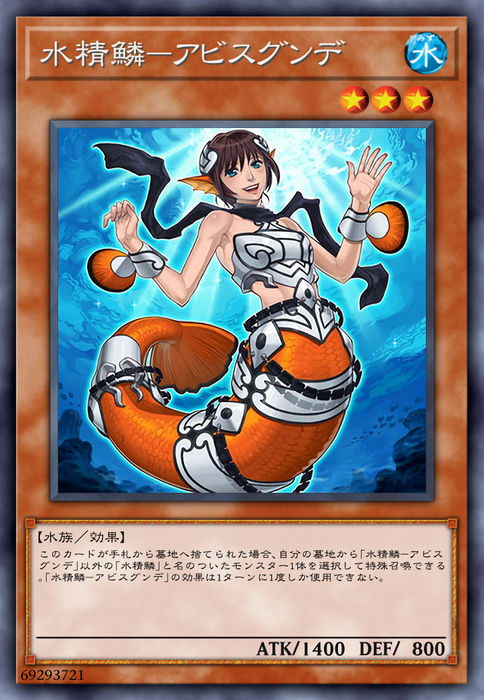 水精鱗－アビスグンデ
みず
水
【水族／効果】
このカードが手札から墓地へ捨てられた場合、自分の墓地から「水精鱗－アビス
グンデ」以外の「水精鱗」と名のついたモンスター1体を選択して特殊召喚でき
る。「水精鱗－アビスグンデ」の効果は1ターンに1度しか使用できない。
ATK/1400 DEF/ 800
69293721